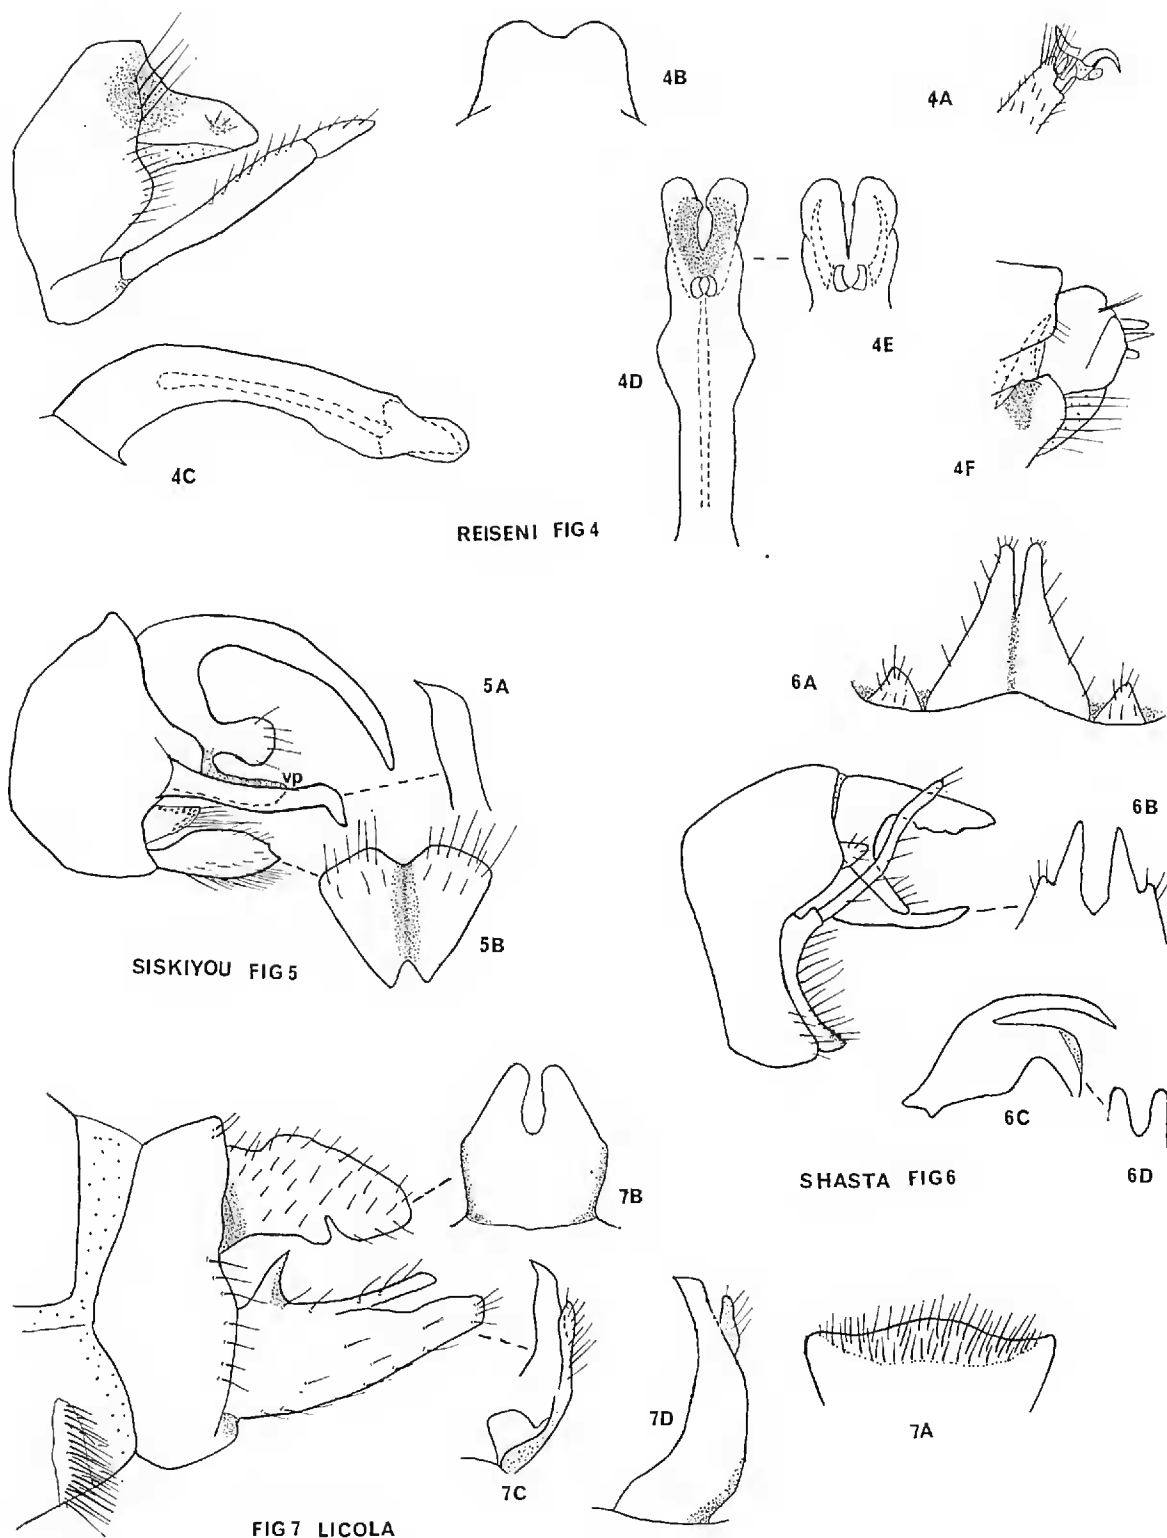 4B
4A
4D
4E
4C
4F
REISENI FIG 4
5A
6A
vp
6B
5B
SISKIYOU FIG 5
6C
7B
SHASTA FIG 6
6D
7D
7A
7C
FIG 7 LICOLA